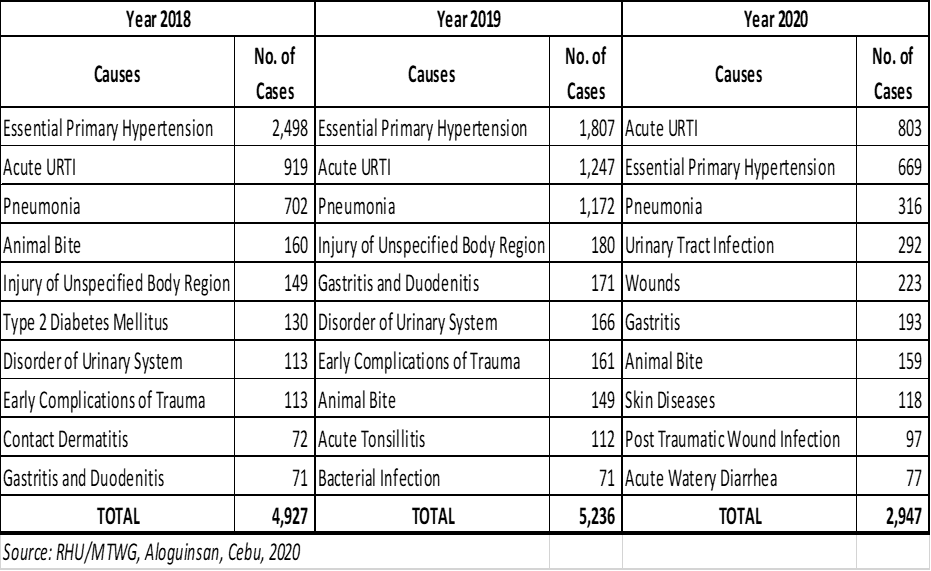 Year 2018 Year 2019 Year 2020
Causes No. of Cases Causes No. of Cases Causes No. of Cases
Essential Primary Hypertension 2,498 Essential Primary Hypertension 1,807 Acute URTI 803
Acute URTI 919 Acute URTI 1,247 Essential Primary Hypertension 669
Pneumonia 702 Pneumonia 1,172 Pneumonia 316
Animal Bite 160 Injury of Unspecified Body Region 180 Urinary Tract Infection 292
Injury of Unspecified Body Region 149 Gastritis and Duodenitis 171 Wounds 223
Type 2 Diabetes Mellitus 130 Disorder of Urinary System 166 Gastritis 193
Disorder of Urinary System 113 Early Complications of Trauma 161 Animal Bite 159
Early Complications of Trauma 113 Animal Bite 149 Skin Diseases 118
Contact Dermatitis 72 Acute Tonsillitis 112 Post Traumatic Wound Infection 97
Gastritis and Duodenitis 71 Bacterial Infection 71 Acute Watery Diarrhea 77
TOTAL 4,927 TOTAL 5,236 TOTAL 2,947
Source: RHU/MTWG, Aloguinsan, Cebu, 2020